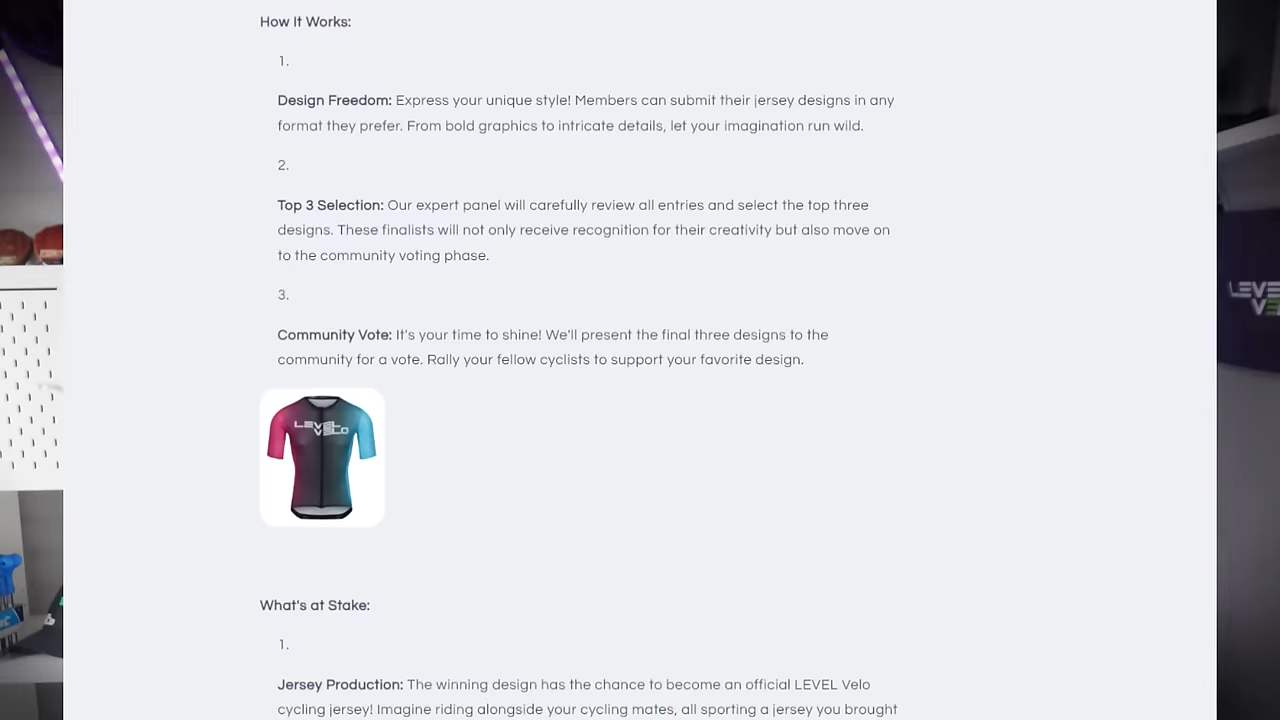 How It Works:
1.
Design Freedom: Express your unique style! Members can submit their jersey designs in any
format they prefer. From bold graphics to intricate details, let your imagination run wild.
2.
Top 3 Selection: Our expert panel will carefully review all entries and select the top three
designs. These finalists will not only receive recognition for their creativity but also move on
to the community voting phase.
3.
Community Vote: It's your time to shine! We'll present the final three designs to the
community for a vote. Rally your fellow cyclists to support your favorite design.
LEVEL
VELO
What's at Stake:
1.
Jersey Production: The winning design has the chance to become an official LEVEL Velo
cycling jersey! Imagine riding alongside your cycling mates, all sporting a jersey you brought